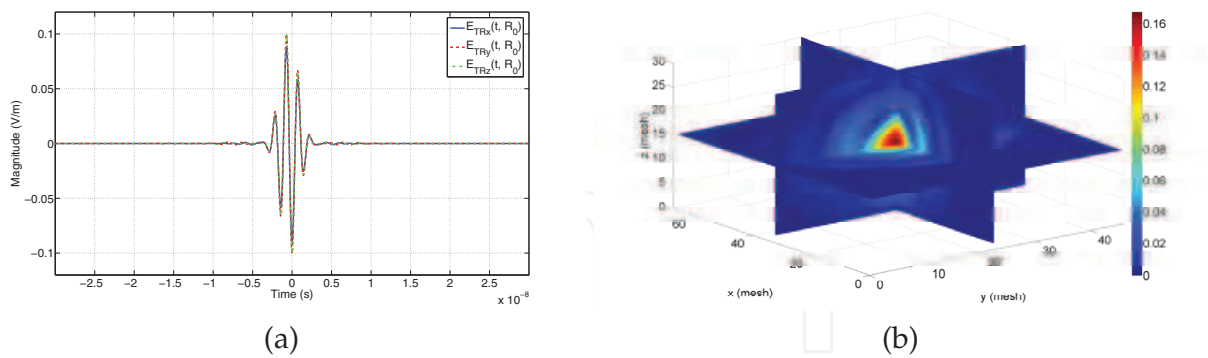 E_TRx(t, R_0)
E_TRy(t, R_0)
E_TRz(t, R_0)
0.1
0.05
0
−0.05
−0.1
Magnitude (V/m)
−2.5 −2 −1.5 −1 −0.5 0 0.5 1 1.5 2 2.5
Time (s)
x 10^−8
(a)
30
25
20
15
10
5
0
z (mesh)
60
40
20
0
x (mesh)
0
10
20
30
40
y (mesh)
0.16
0.14
0.12
0.1
0.08
0.06
0.04
0.02
0
(b)